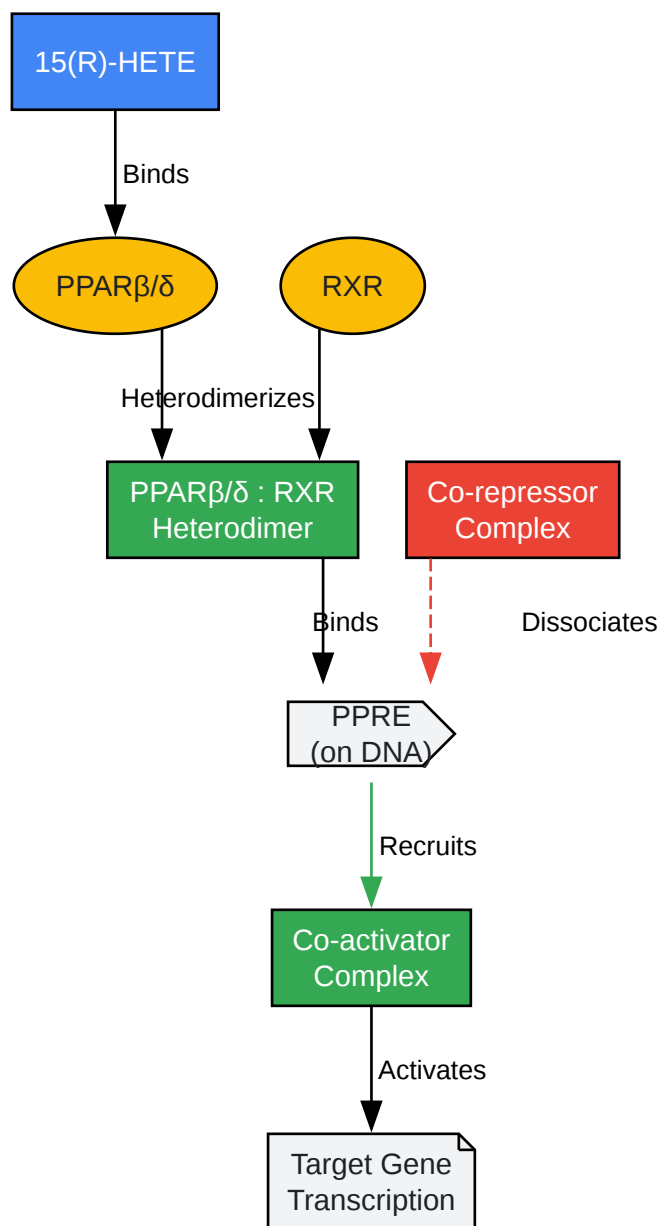 15(R)-HETE
Binds
PPARβ/δ
RXR
Heterodimerizes
PPARβ/δ : RXR
Heterodimer
Co-repressor
Complex
Binds
Dissociates
PPRE
(on DNA)
Recruits
Co-activator
Complex
Activates
Target Gene
Transcription